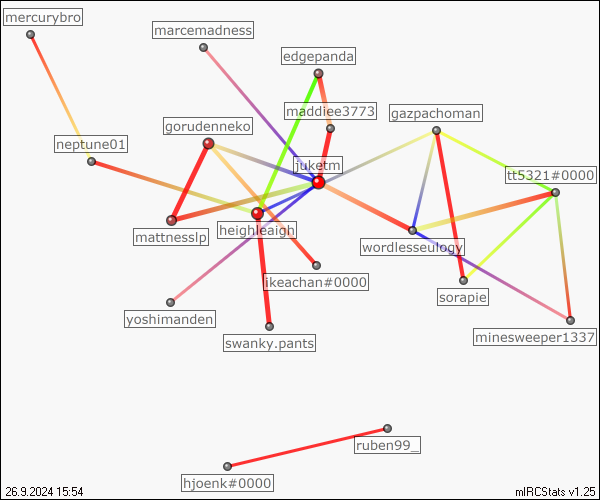 mercurybro
marcemadness
edgepanda
maddiee3773
gazpachoman
gorudenneko
neptune01
juketm
tt5321#0000
heighleaigh
mattnesslp
wordlesseulogy
ikeachan#0000
sorapie
yoshimanden
swanky.pants
minesweeper1337
ruben99_
hjoenk#0000
26.9.2024 15:54
mIRCStats v1.25